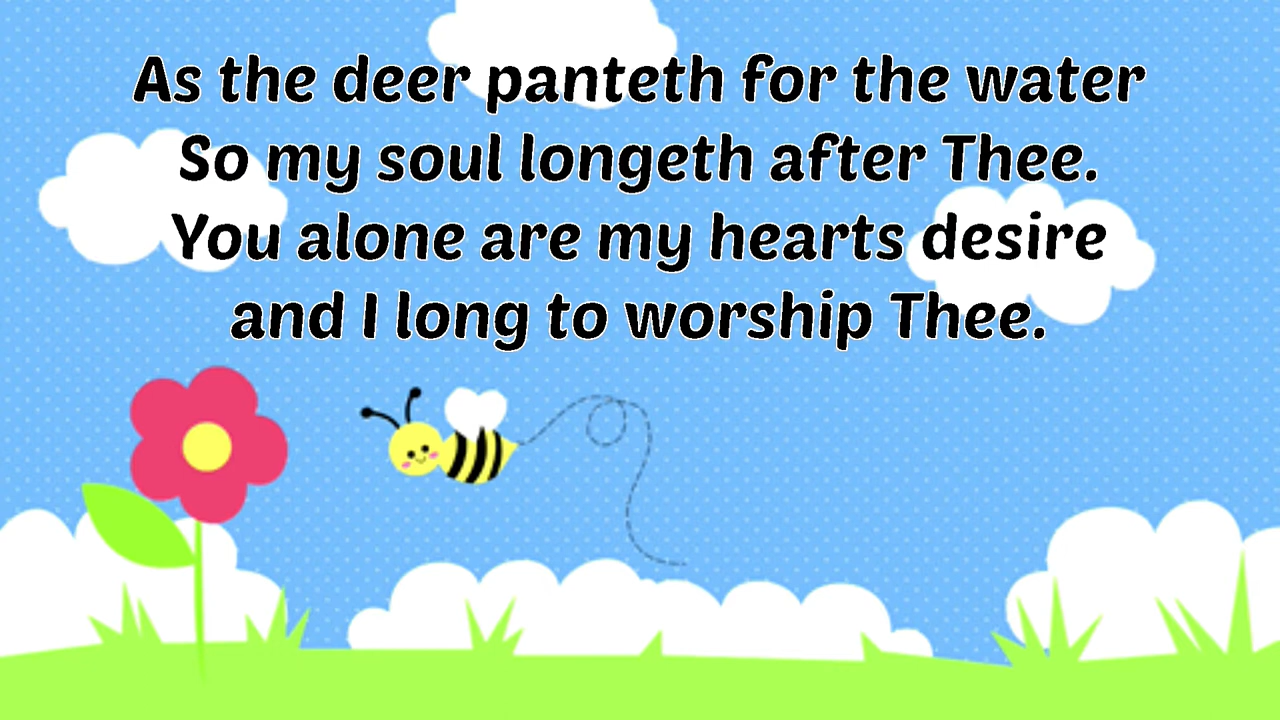 As the deer panteth for the water
So my soul longeth after Thee.
You alone are my hearts desire
and I long to worship Thee.